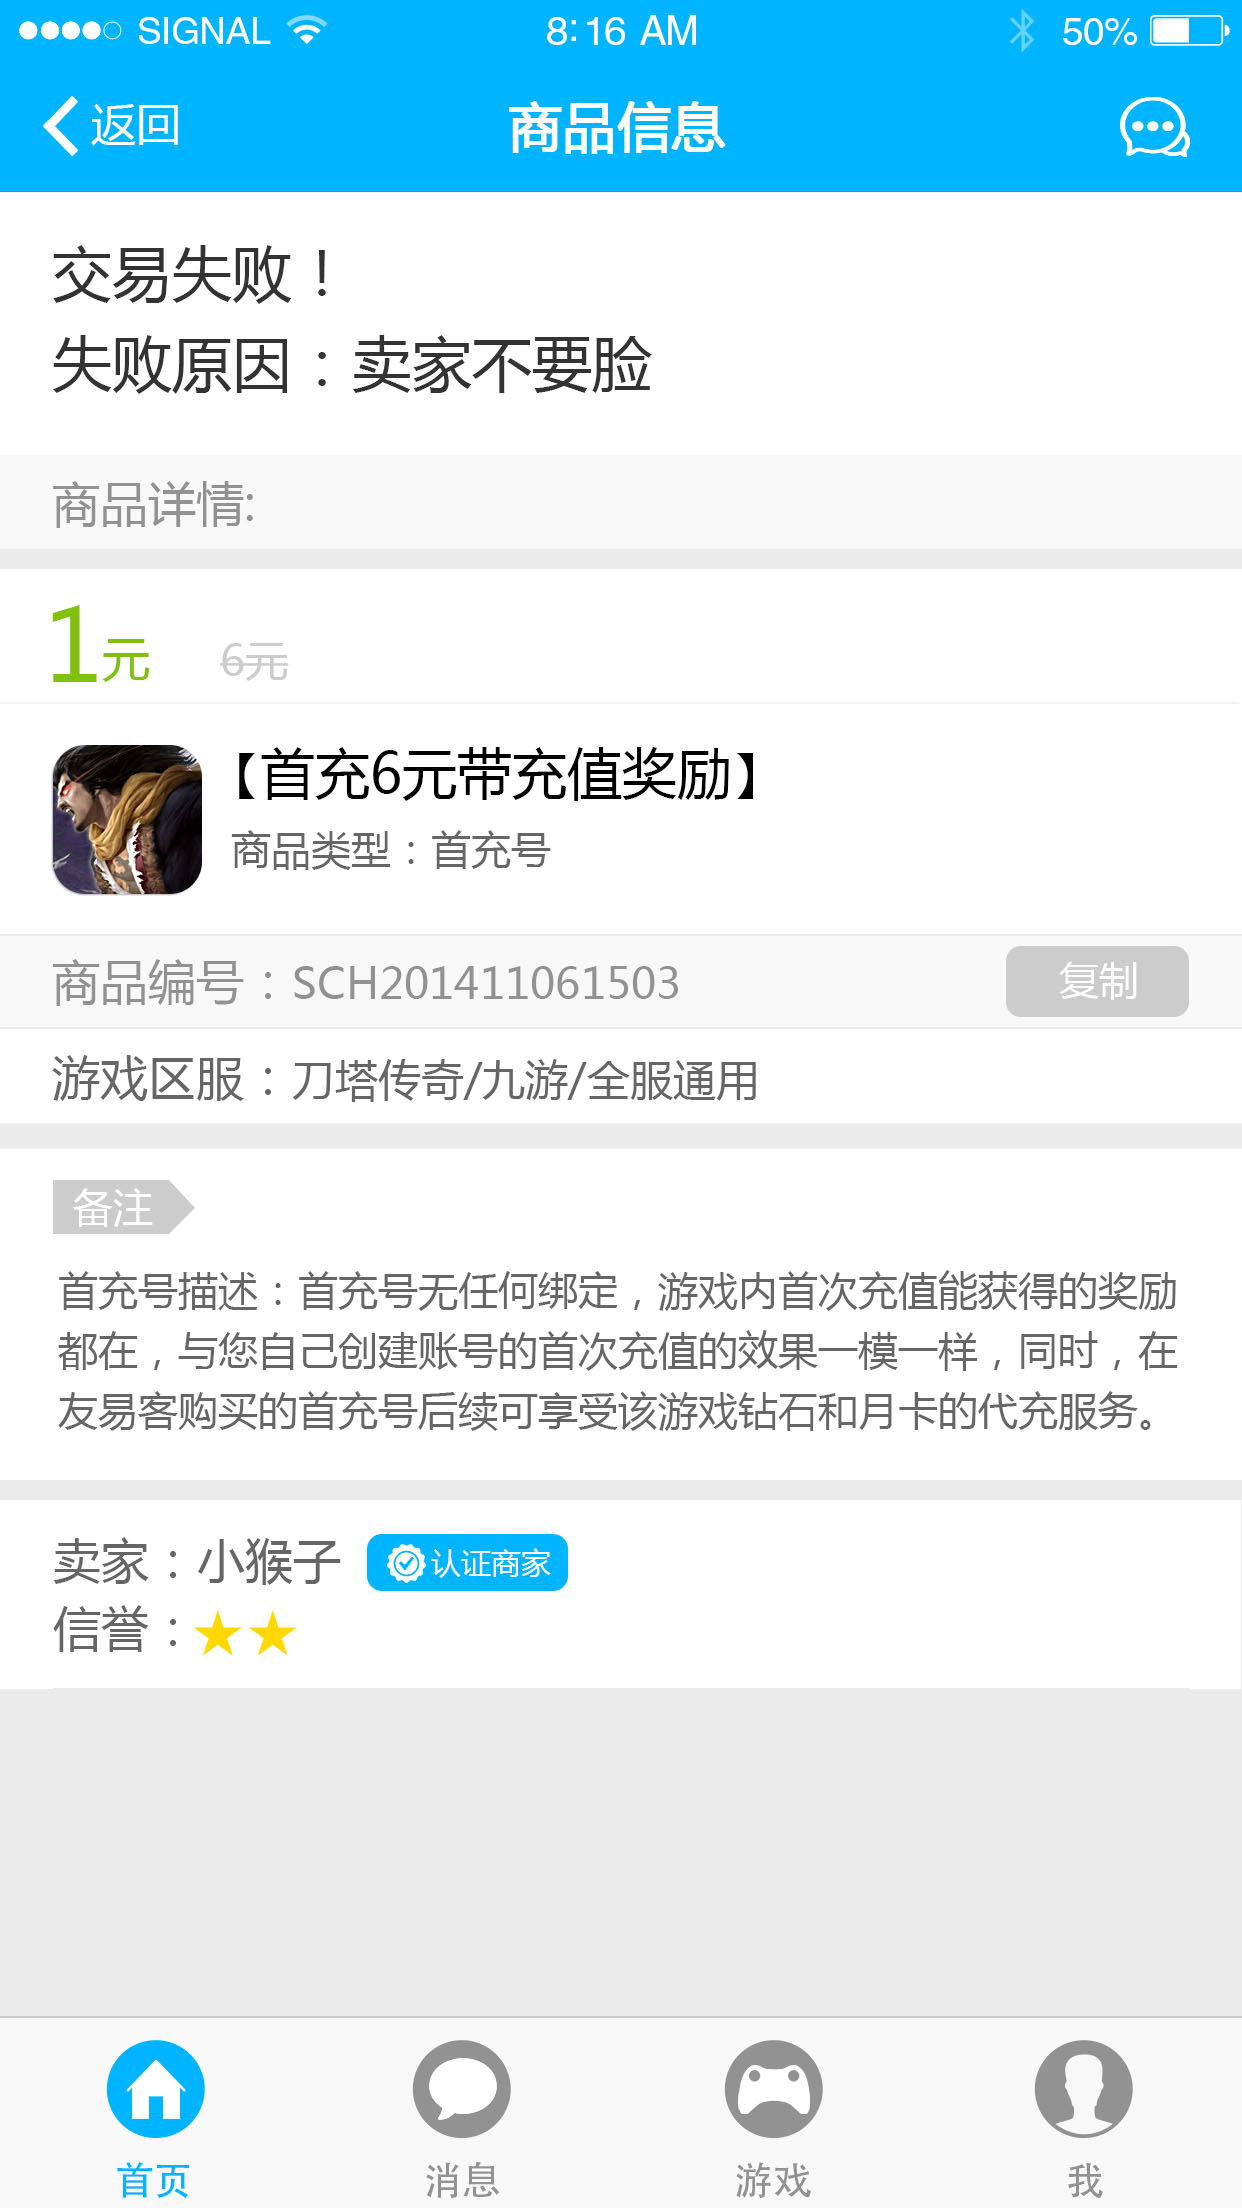 SIGNAL 8:16 AM 50%
返回 商品信息
交易失败！
失败原因：卖家不要脸
商品详情:
1元 6元
【首充6元带充值奖励】
商品类型：首充号
商品编号：SCH201411061503 复制
游戏区服：刀塔传奇/九游/全服通用
备注
首充号描述：首充号无任何绑定，游戏内首次充值能获得的奖励
都在，与您自己创建账号的首次充值的效果一模一样，同时，在
友易客购买的首充号后续可享受该游戏钻石和月卡的代充服务。
卖家：小猴子 认证商家
信誉：★★
首页 消息 游戏 我